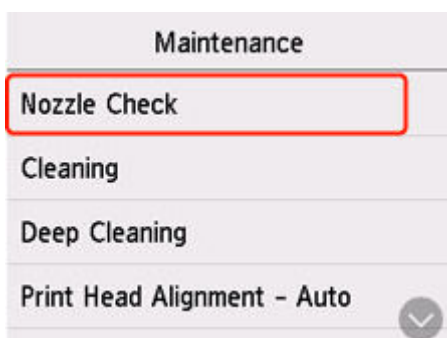 Maintenance
Nozzle Check
Cleaning
Deep Cleaning
Print Head Alignment - Auto